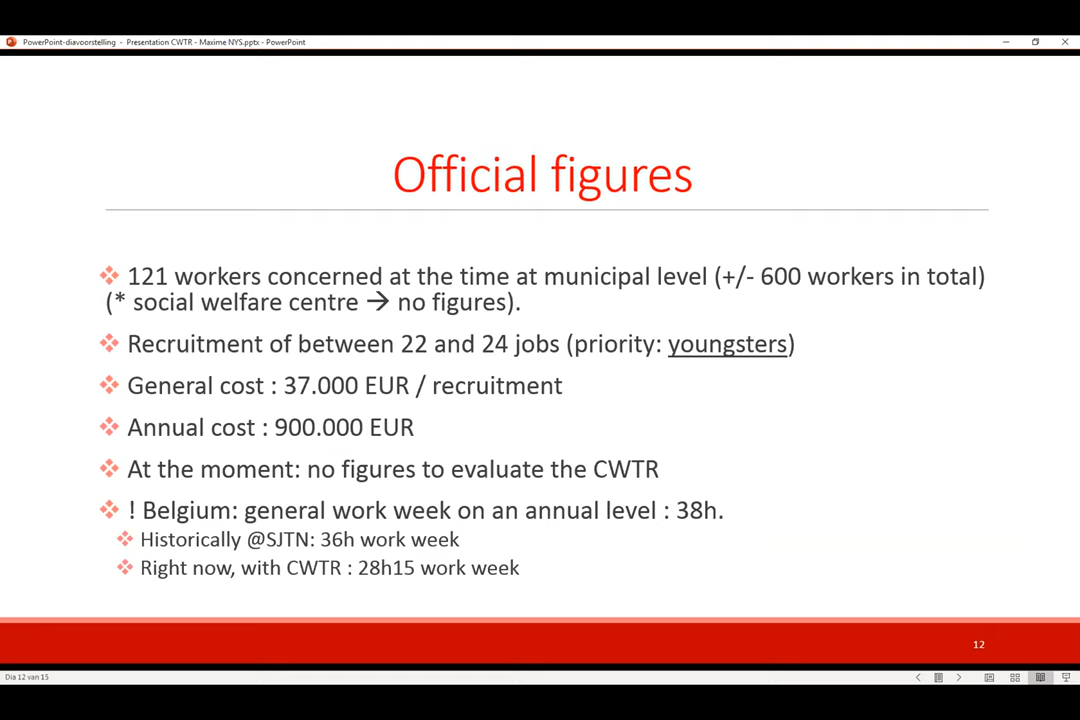 PowerPoint-diavoorstelling - Presentation CWTR - Maxime NYS.pptx - PowerPoint
Official figures
121 workers concerned at the time at municipal level (+/- 600 workers in total)
(* social welfare centre → no figures).
Recruitment of between 22 and 24 jobs (priority: youngsters)
General cost : 37.000 EUR / recruitment
Annual cost : 900.000 EUR
At the moment: no figures to evaluate the CWTR
! Belgium: general work week on an annual level : 38h.
Historically @SJTN: 36h work week
Right now, with CWTR : 28h15 work week
12
Dia 12 van 15